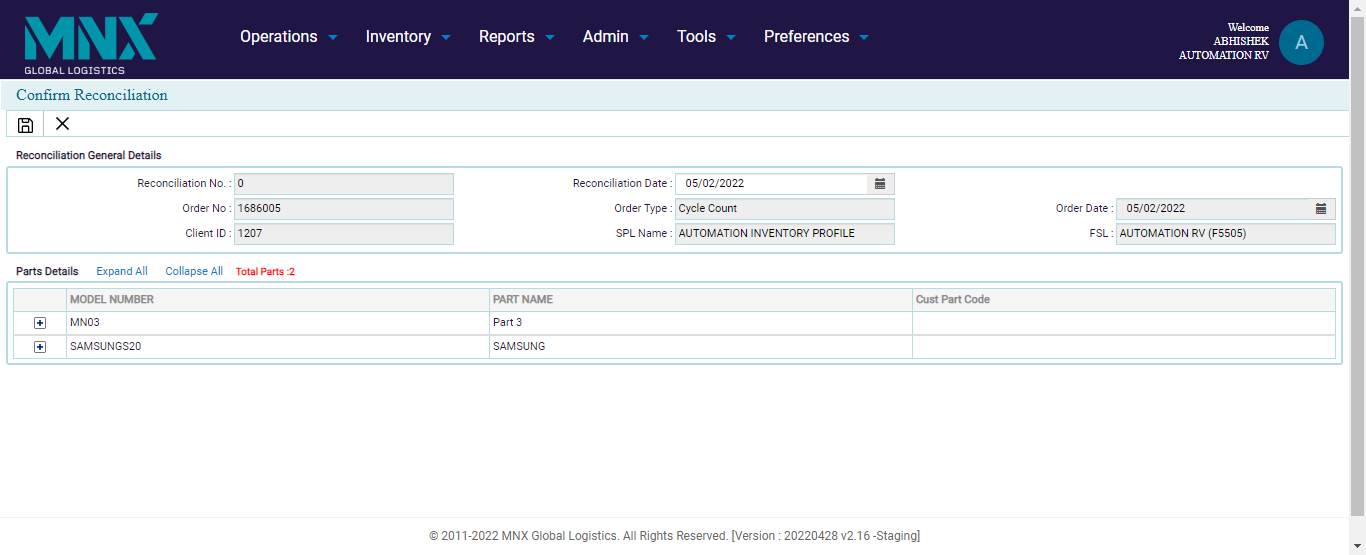 MNX
GLOBAL LOGISTICS
Operations Inventory Reports Admin Tools Preferences
Welcome
ABHISHEK
AUTOMATION RV
A
Confirm Reconciliation
Reconciliation General Details
Reconciliation No. : 0 Reconciliation Date : 05/02/2022
Order No : 1686005 Order Type : Cycle Count Order Date : 05/02/2022
Client ID : 1207 SPL Name : AUTOMATION INVENTORY PROFILE FSL : AUTOMATION RV (F5505)
Parts Details Expand All Collapse All Total Parts :2
MODEL NUMBER PART NAME Cust Part Code
MN03 Part 3
SAMSUNGS20 SAMSUNG
© 2011-2022 MNX Global Logistics. All Rights Reserved. [Version : 20220428 v2.16 -Staging]